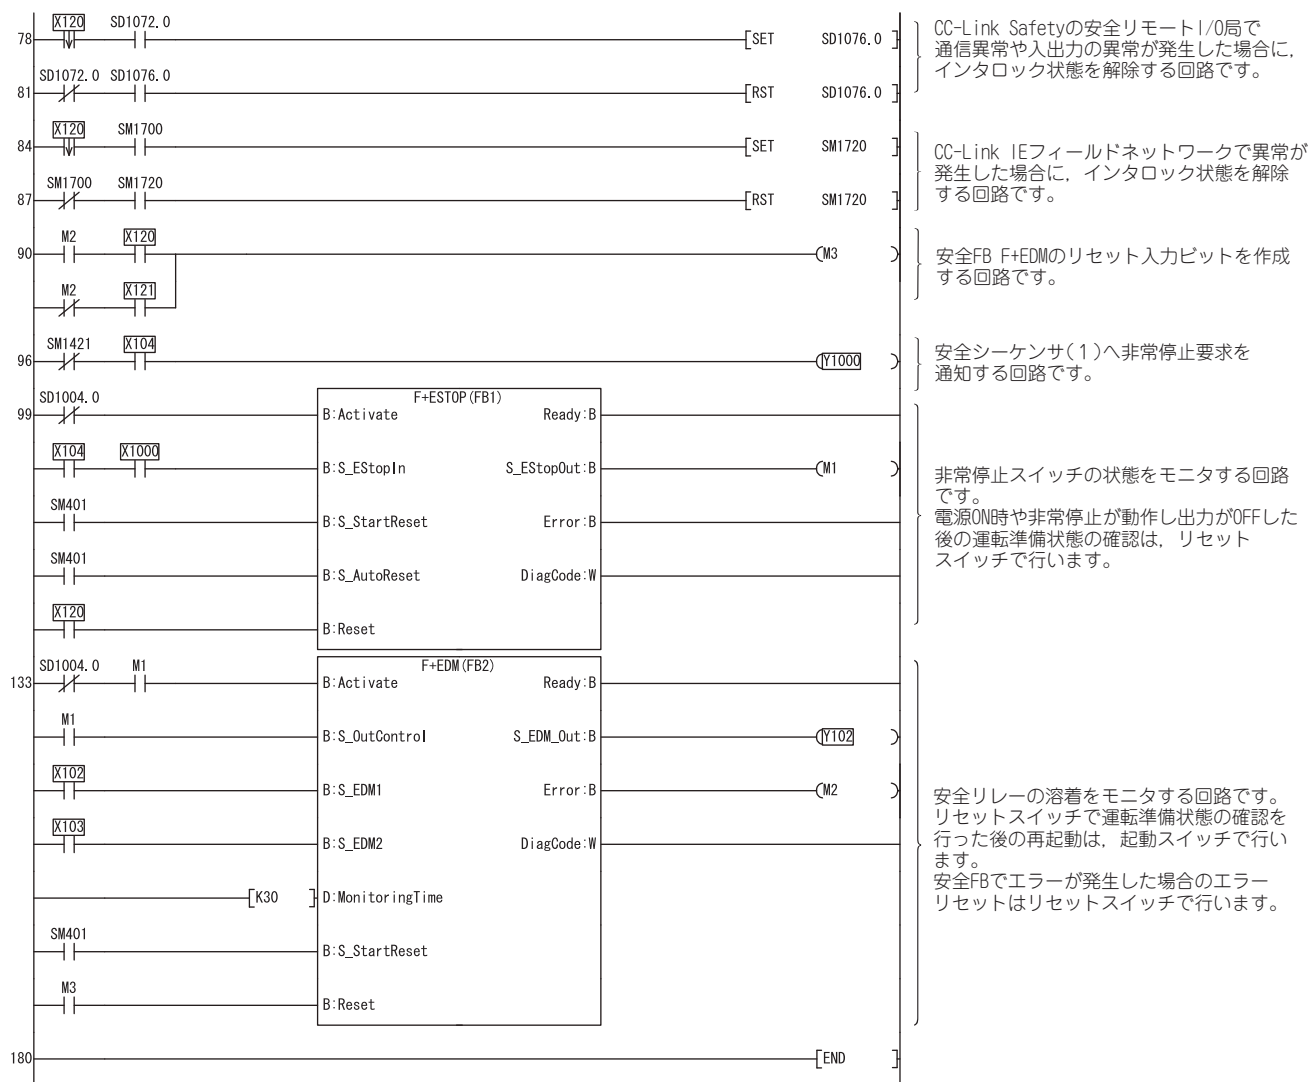 X120 SD1072.0
78 [SET SD1076.0 ]
CC-Link Safetyの安全リモートI/O局で
通信異常や入出力の異常が発生した場合に，
インタロック状態を解除する回路です。
SD1072.0 SD1076.0
81 [RST SD1076.0 ]
X120 SM1700
84 [SET SM1720 ]
CC-Link IEフィールドネットワークで異常が
発生した場合に，インタロック状態を解除
する回路です。
SM1700 SM1720
87 [RST SM1720 ]
M2 X120
90 (M3 )
安全FB F+EDMのリセット入力ビットを作成
する回路です。
M2 X121
SM1421 X104
96 (Y1000 )
安全シーケンサ(１)へ非常停止要求を
通知する回路です。
SD1004.0 F+ESTOP(FB1)
99 B:Activate Ready:B
X104 X1000
B:S_EStopIn S_EStopOut:B (M1 )
SM401
B:S_StartReset Error:B
SM401
B:S_AutoReset DiagCode:W
X120
B:Reset
非常停止スイッチの状態をモニタする回路
です。
電源ON時や非常停止が動作し出力がOFFした
後の運転準備状態の確認は，リセット
スイッチで行います。
SD1004.0 M1 F+EDM(FB2)
133 B:Activate Ready:B
M1
B:S_OutControl S_EDM_Out:B (Y102 )
X102
B:S_EDM1 Error:B (M2 )
X103
B:S_EDM2 DiagCode:W
[K30 ] D:MonitoringTime
SM401
B:S_StartReset
M3
B:Reset
安全リレーの溶着をモニタする回路です。
リセットスイッチで運転準備状態の確認を
行った後の再起動は，起動スイッチで行い
ます。
安全FBでエラーが発生した場合のエラー
リセットはリセットスイッチで行います。
180 [END ]